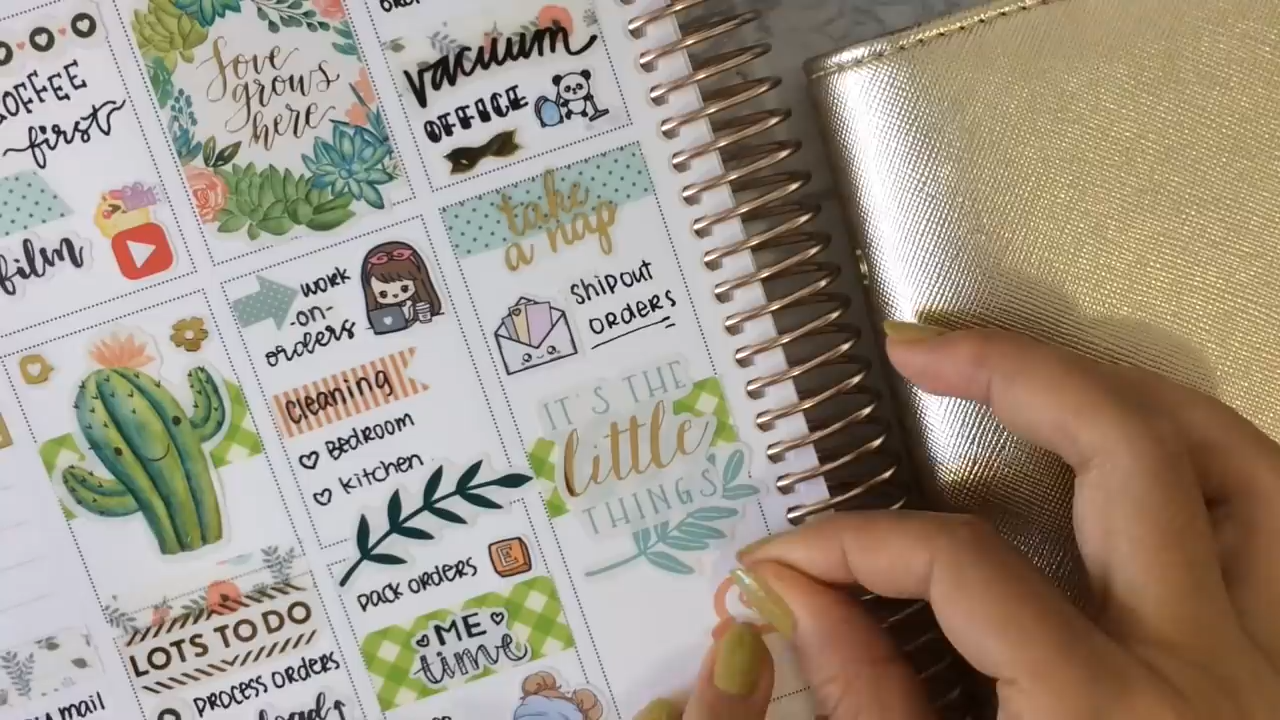 COFFEE
first
film
Love
grows
here
vacuum
OFFICE
take
a nap
work
-on-
orders
cleaning
BEDROOM
Kitchen
PACK ORDERS
E
ME
time
SHIPOUT
ORDERS
IT'S THE
little
THINGS
LOTS TO DO
PROCESS ORDERS
mail